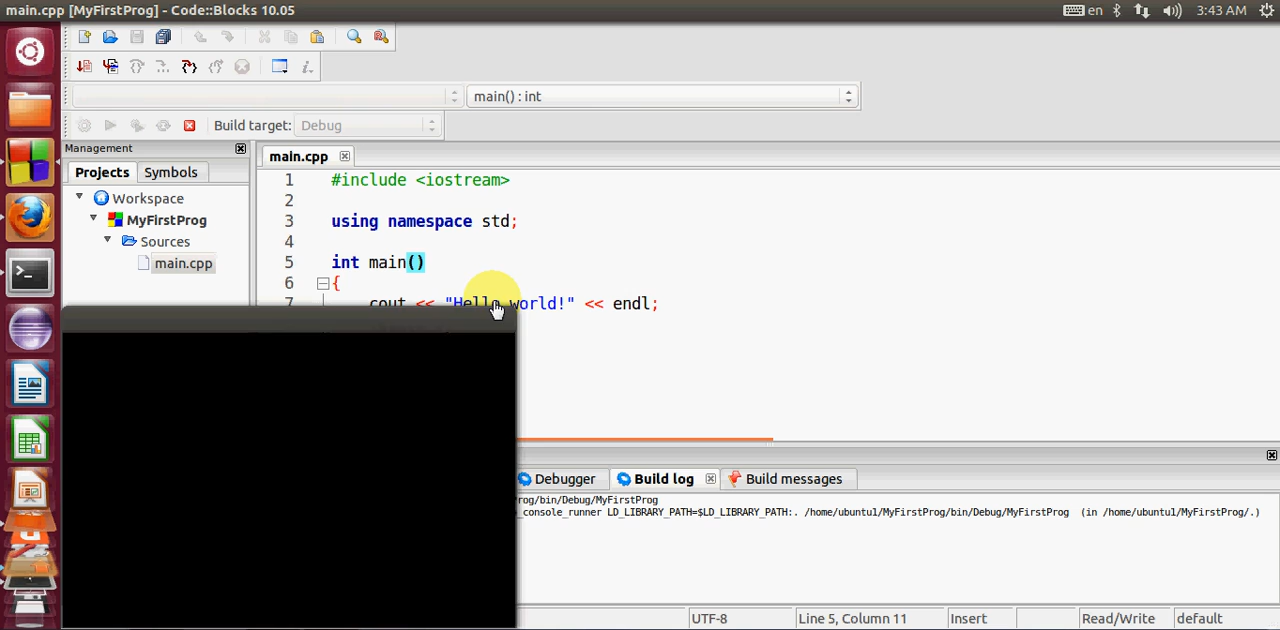 main.cpp [MyFirstProg] - Code::Blocks 10.05
en
3:43 AM
main() : int
Build target: Debug
Management
Projects Symbols
Workspace
MyFirstProg
Sources
main.cpp
main.cpp
1 #include <iostream>
2
3 using namespace std;
4
5 int main()
6 {
7 cout << "Hello world!" << endl;
Debugger Build log Build messages
rog/bin/Debug/MyFirstProg
_console_runner LD_LIBRARY_PATH=$LD_LIBRARY_PATH:. /home/ubuntu1/MyFirstProg/bin/Debug/MyFirstProg (in /home/ubuntu1/MyFirstProg/.)
UTF-8 Line 5, Column 11 Insert Read/Write default